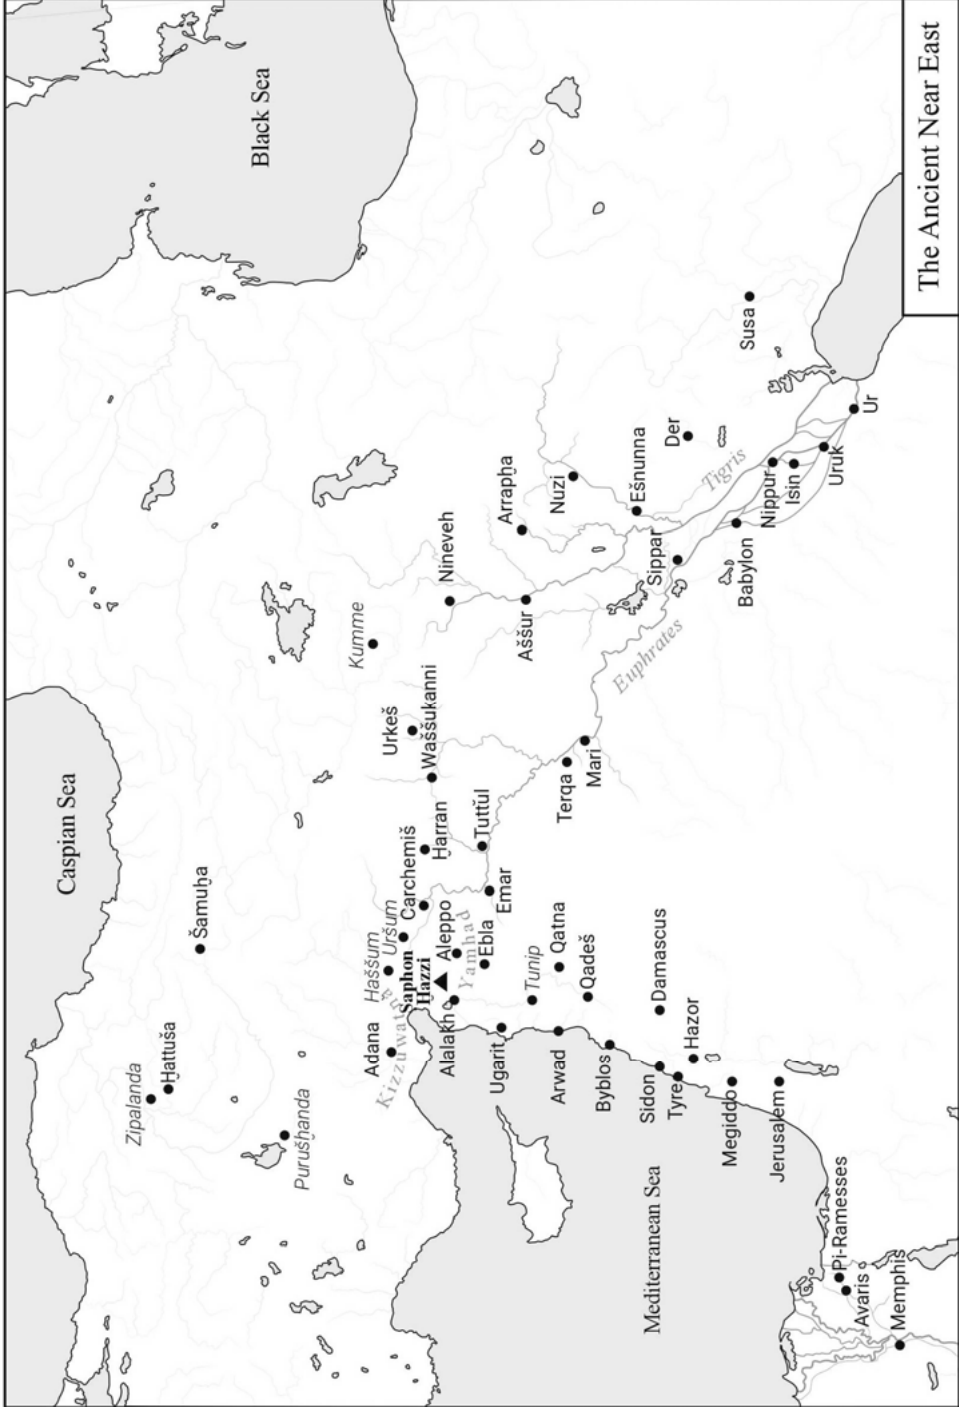 Caspian Sea
Black Sea
Zipalanda
Ḫattuša
Šamuḫa
Purušḫanda
Kizzuwatna
Adana
Ḫaššum
Uršum
Carchemiš
Ḫarran
Urkeš
Waššukanni
Kumme
Nineveh
Arrapḫa
Nuzi
Saphon
Ḫazzi
Alalakh
Aleppo
Yamhad
Ebla
Emar
Tuttul
Aššur
Ešnunna
Der
Susa
Ugarit
Tunip
Arwad
Qatna
Qadeš
Terqa
Mari
Euphrates
Sippar
Tigris
Byblos
Sidon
Damascus
Tyre
Hazor
Babylon
Nippur
Isin
Uruk
Ur
Mediterranean Sea
Megiddo
Jerusalem
Pi-Ramesses
Avaris
Memphis
The Ancient Near East